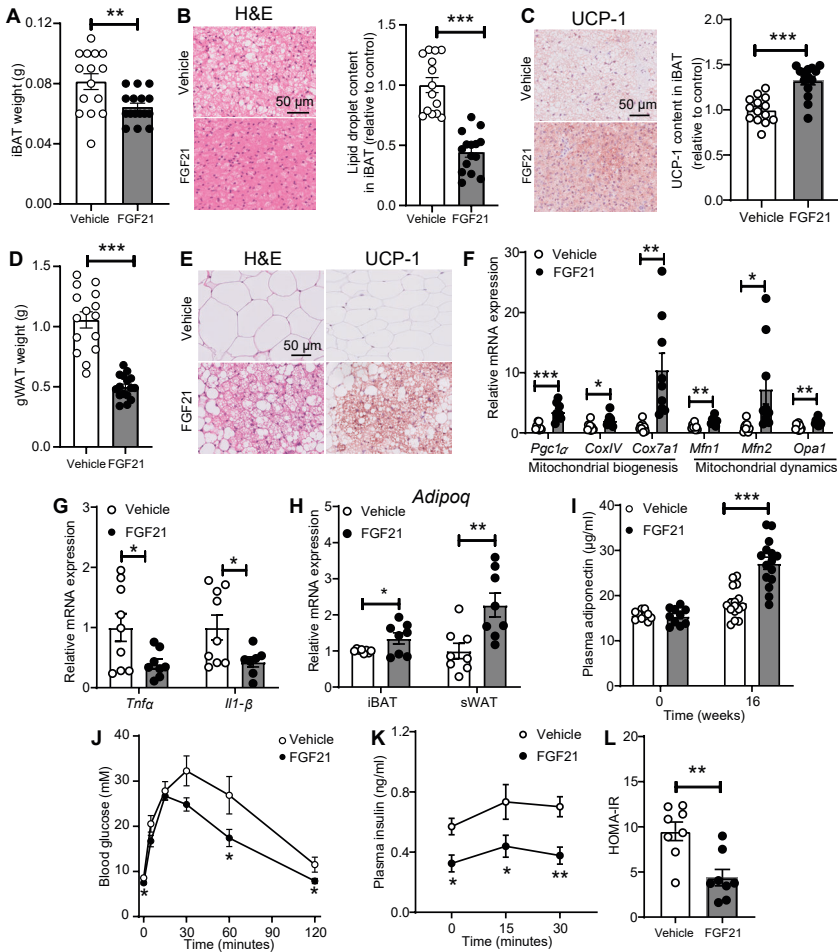 A
**
iBAT weight (g)
0.12
0.08
0.04
0.00
Vehicle
FGF21
B
H&E
Vehicle
50 μm
FGF21
***
Lipid droplet content
in iBAT (relative to control)
1.5
1.0
0.5
0.0
Vehicle
FGF21
C
UCP-1
Vehicle
50 μm
FGF21
***
UCP-1 content in iBAT
(relative to control)
2.0
1.5
1.0
0.5
0.0
Vehicle
FGF21
D
***
gWAT weight (g)
1.5
1.0
0.5
0.0
Vehicle
FGF21
E
H&E
UCP-1
Vehicle
50 μm
FGF21
F
Vehicle
FGF21
Relative mRNA expression
30
20
10
0
***
*
**
**
*
**
Pgc1α
CoxIV
Cox7a1
Mfn1
Mfn2
Opa1
Mitochondrial biogenesis
Mitochondrial dynamics
G
Vehicle
FGF21
Relative mRNA expression
3
2
1
0
*
*
Tnfα
Il1-β
H
Adipoq
Vehicle
FGF21
Relative mRNA expression
5
4
3
2
1
0
*
**
iBAT
sWAT
I
Vehicle
FGF21
***
Plasma adiponectin (μg/ml)
40
30
20
10
0
0
16
Time (weeks)
J
Vehicle
FGF21
Blood glucose (mM)
40
30
20
10
0
*
*
*
0
30
60
90
120
Time (minutes)
K
Vehicle
FGF21
Plasma insulin (ng/ml)
1.2
0.8
0.4
0.0
*
*
**
0
15
30
Time (minutes)
L
**
HOMA-IR
20
15
10
5
0
Vehicle
FGF21